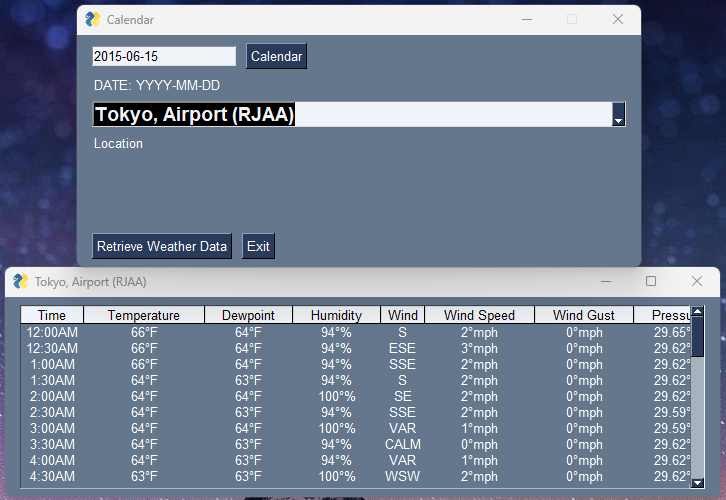 Calendar
2015-06-15 Calendar
DATE: YYYY-MM-DD
Tokyo, Airport (RJAA)
Location
Retrieve Weather Data Exit
Tokyo, Airport (RJAA)
Time Temperature Dewpoint Humidity Wind Wind Speed Wind Gust Pressu
12:00AM 66°F 64°F 94°% S 2°mph 0°mph 29.65°
12:30AM 66°F 64°F 94°% ESE 3°mph 0°mph 29.62°
1:00AM 66°F 64°F 94°% SSE 2°mph 0°mph 29.62°
1:30AM 64°F 63°F 94°% S 2°mph 0°mph 29.62°
2:00AM 64°F 64°F 100°% SE 2°mph 0°mph 29.62°
2:30AM 64°F 63°F 94°% SSE 2°mph 0°mph 29.59°
3:00AM 64°F 64°F 100°% VAR 1°mph 0°mph 29.59°
3:30AM 64°F 63°F 94°% CALM 0°mph 0°mph 29.62°
4:00AM 64°F 63°F 94°% VAR 1°mph 0°mph 29.62°
4:30AM 63°F 63°F 100°% WSW 2°mph 0°mph 29.62°